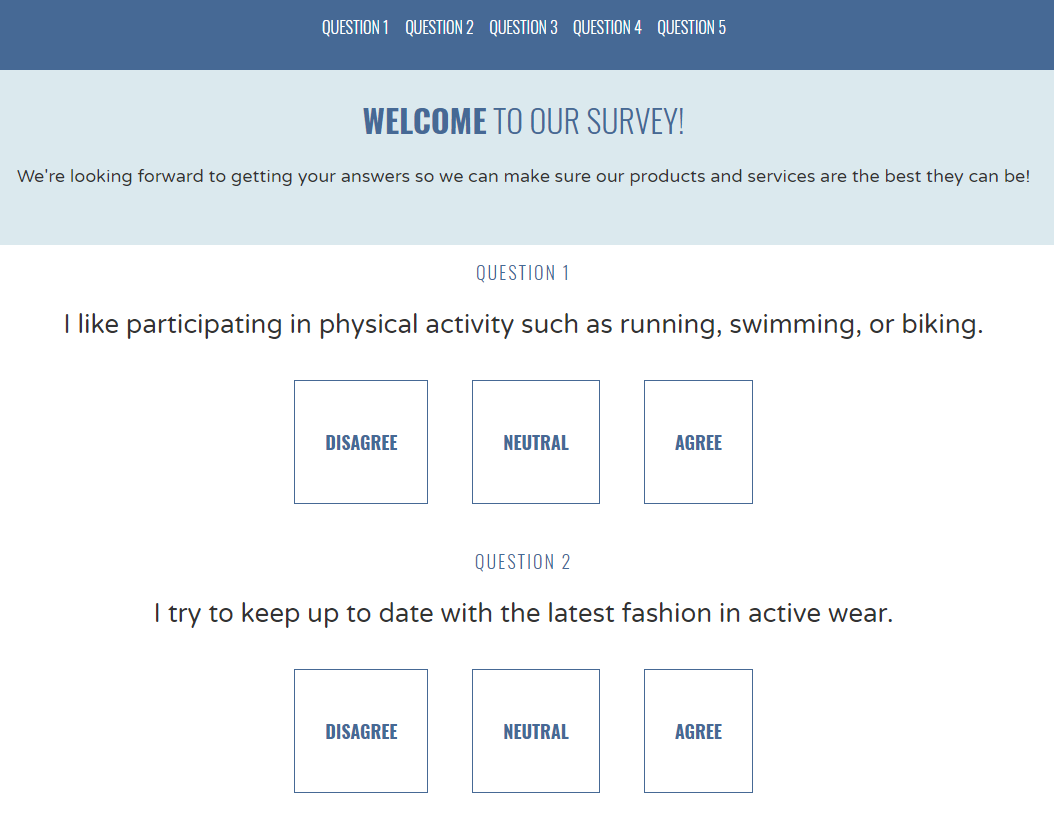 QUESTION 1 QUESTION 2 QUESTION 3 QUESTION 4 QUESTION 5
WELCOME TO OUR SURVEY!
We're looking forward to getting your answers so we can make sure our products and services are the best they can be!
QUESTION 1
I like participating in physical activity such as running, swimming, or biking.
DISAGREE NEUTRAL AGREE
QUESTION 2
I try to keep up to date with the latest fashion in active wear.
DISAGREE NEUTRAL AGREE